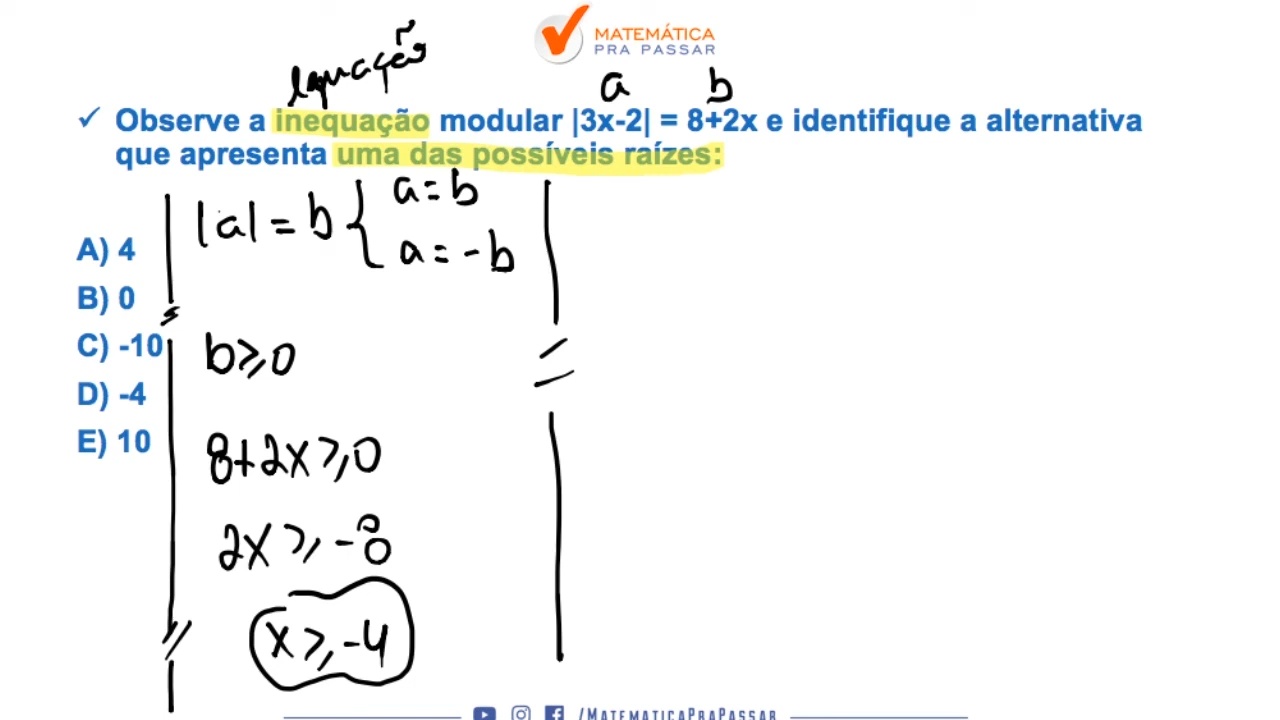 MATEMÁTICA
PRA PASSAR
equação
a b
✓ Observe a inequação modular |3x-2| = 8+2x e identifique a alternativa
que apresenta uma das possíveis raízes:
|a| = b { a = b
a = -b
A) 4
B) 0
C) -10
D) -4
E) 10
b ⩾ 0
8+2x ⩾ 0
2x ⩾ -8
x ⩾ -4
/MatematicaPraPassar